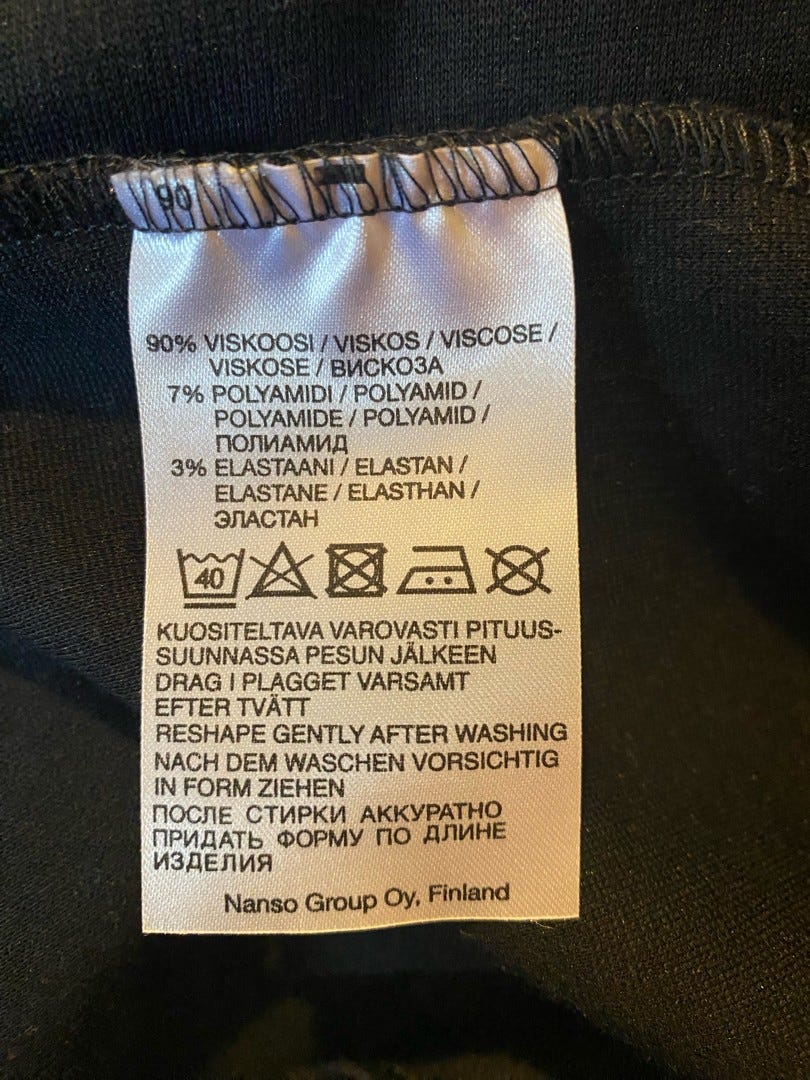 90
90% VISKOOSI / VISKOS / VISCOSE /
VISKOSE / ВИСКОЗА
7% POLYAMIDI / POLYAMID /
POLYAMIDE / POLYAMID /
ПОЛИАМИД
3% ELASTAANI / ELASTAN /
ELASTANE / ELASTHAN /
ЭЛАСТАН
40
KUOSITELTAVA VAROVASTI PITUUS-
SUUNNASSA PESUN JÄLKEEN
DRAG I PLAGGET VARSAMT
EFTER TVÄTT
RESHAPE GENTLY AFTER WASHING
NACH DEM WASCHEN VORSICHTIG
IN FORM ZIEHEN
ПОСЛЕ СТИРКИ АККУРАТНО
ПРИДАТЬ ФОРМУ ПО ДЛИНЕ
ИЗДЕЛИЯ
Nanso Group Oy, Finland